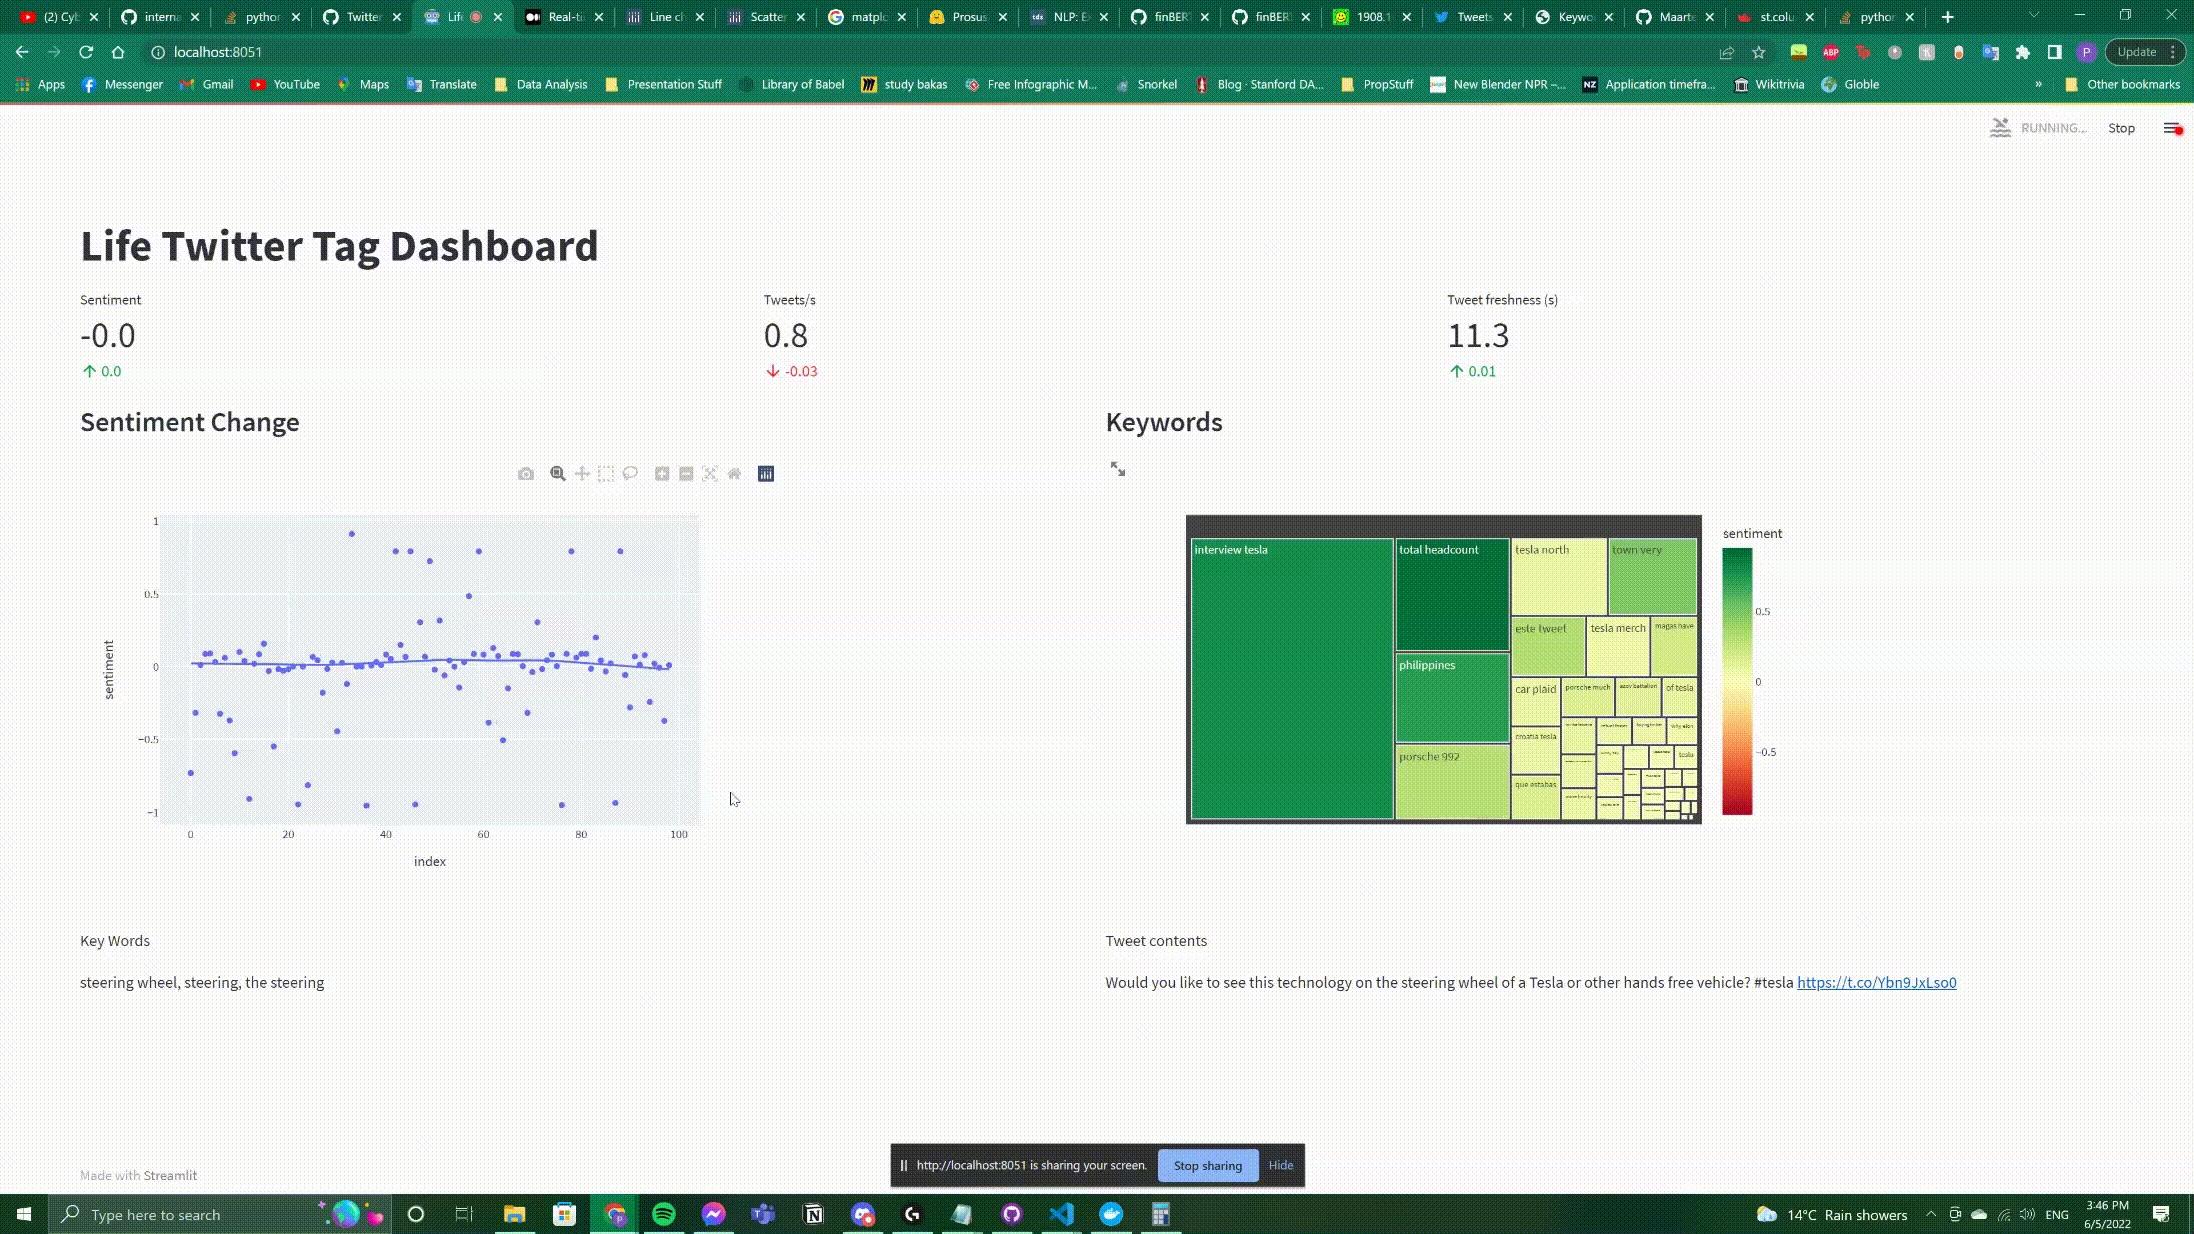 (2) Cyb
interna
python
Twitter
Life
Real-ti
Line ch
Scatter
matplo
Prosus
NLP: Ex
finBERT
finBERT
1908.1
Tweets
Keywo
Maarte
st.colu
python
localhost:8051
Update
Apps
Messenger
Gmail
YouTube
Maps
Translate
Data Analysis
Presentation Stuff
Library of Babel
study bakas
Free Infographic M...
Snorkel
Blog · Stanford DA...
PropStuff
New Blender NPR –...
Application timefra...
Wikitrivia
Globle
»
Other bookmarks
RUNNING...
Stop
Life Twitter Tag Dashboard
Sentiment
-0.0
↑ 0.0
Tweets/s
0.8
↓ -0.03
Tweet freshness (s)
11.3
↑ 0.01
Sentiment Change
1
0.5
0
−0.5
−1
sentiment
0 20 40 60 80 100
index
Keywords
interview tesla
total headcount
philippines
porsche 992
tesla north
town very
este tweet
tesla merch
magas have
car plaid
porsche much
azov battalion
of tesla
croatia tesla
que estabas
why elon
tesla
sentiment
0.5
0
−0.5
Key Words
steering wheel, steering, the steering
Tweet contents
Would you like to see this technology on the steering wheel of a Tesla or other hands free vehicle? #tesla https://t.co/Ybn9JxLso0
Made with Streamlit
http://localhost:8051 is sharing your screen.
Stop sharing
Hide
Type here to search
14°C Rain showers
ENG
3:46 PM
6/5/2022